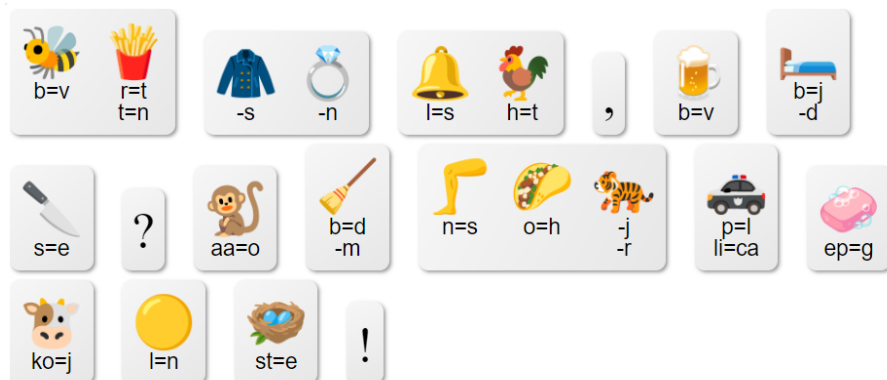 b=v r=t t=n -s -n l=s h=t , b=v b=j -d
s=e ? aa=o b=d -m n=s o=h -j -r p=l li=ca ep=g
ko=j l=n st=e !